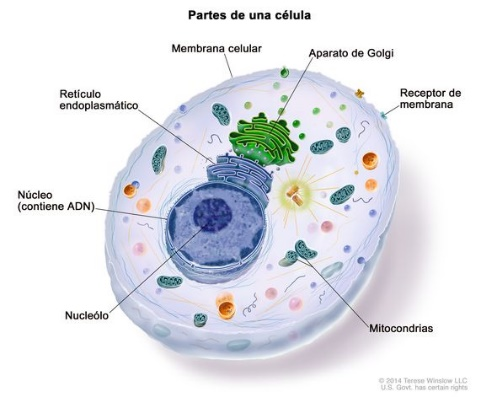 Partes de una célula
Membrana celular
Aparato de Golgi
Retículo
endoplasmático
Receptor de
membrana
Núcleo
(contiene ADN)
Nucleólo
Mitocondrias
© 2014 Terese Winslow LLC
U.S. Govt. has certain rights